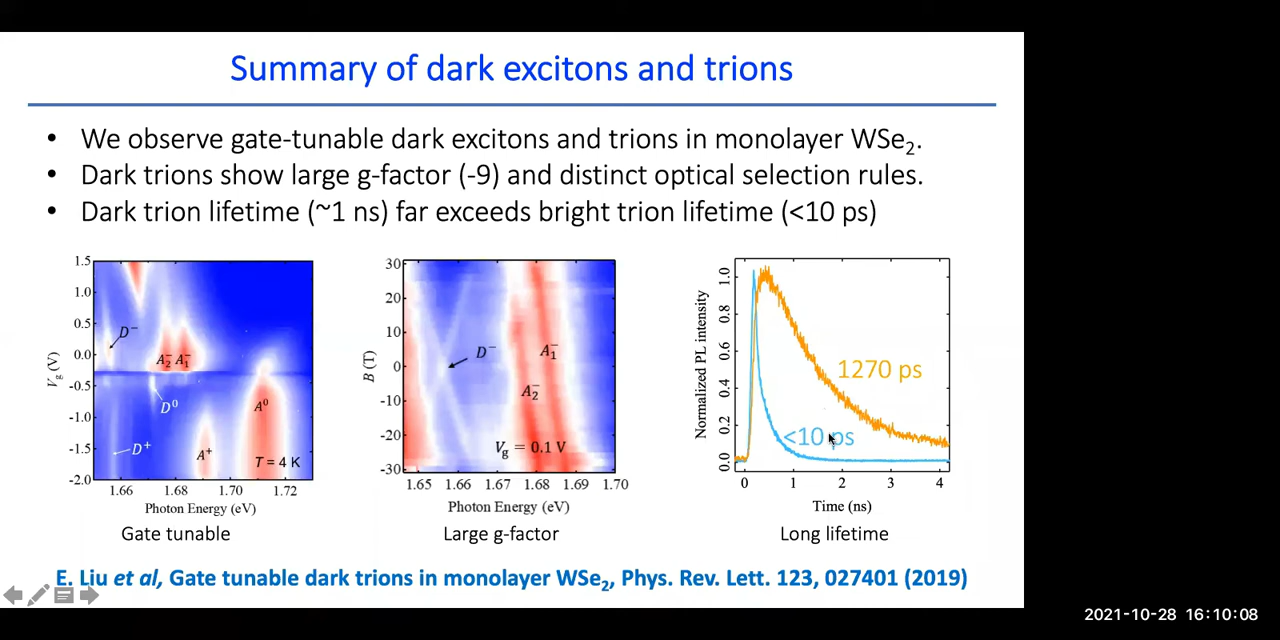 Summary of dark excitons and trions
• We observe gate-tunable dark excitons and trions in monolayer WSe₂.
• Dark trions show large g-factor (-9) and distinct optical selection rules.
• Dark trion lifetime (~1 ns) far exceeds bright trion lifetime (<10 ps)
1.5
1.0
0.5
0.0
-0.5
-1.0
-1.5
-2.0
V_g (V)
D⁻
A₂⁻ A₁⁻
D⁰
A⁰
D⁺
A⁺
T = 4 K
1.66 1.68 1.70 1.72
Photon Energy (eV)
Gate tunable
30
20
10
0
-10
-20
-30
B (T)
D⁻
A₁⁻
A₂⁻
V_g = 0.1 V
1.65 1.66 1.67 1.68 1.69 1.70
Photon Energy (eV)
Large g-factor
1.0
0.8
0.6
0.4
0.2
0.0
Normalized PL intensity
1270 ps
<10 ps
0 1 2 3 4
Time (ns)
Long lifetime
E. Liu et al, Gate tunable dark trions in monolayer WSe₂, Phys. Rev. Lett. 123, 027401 (2019)
2021-10-28 16:10:08